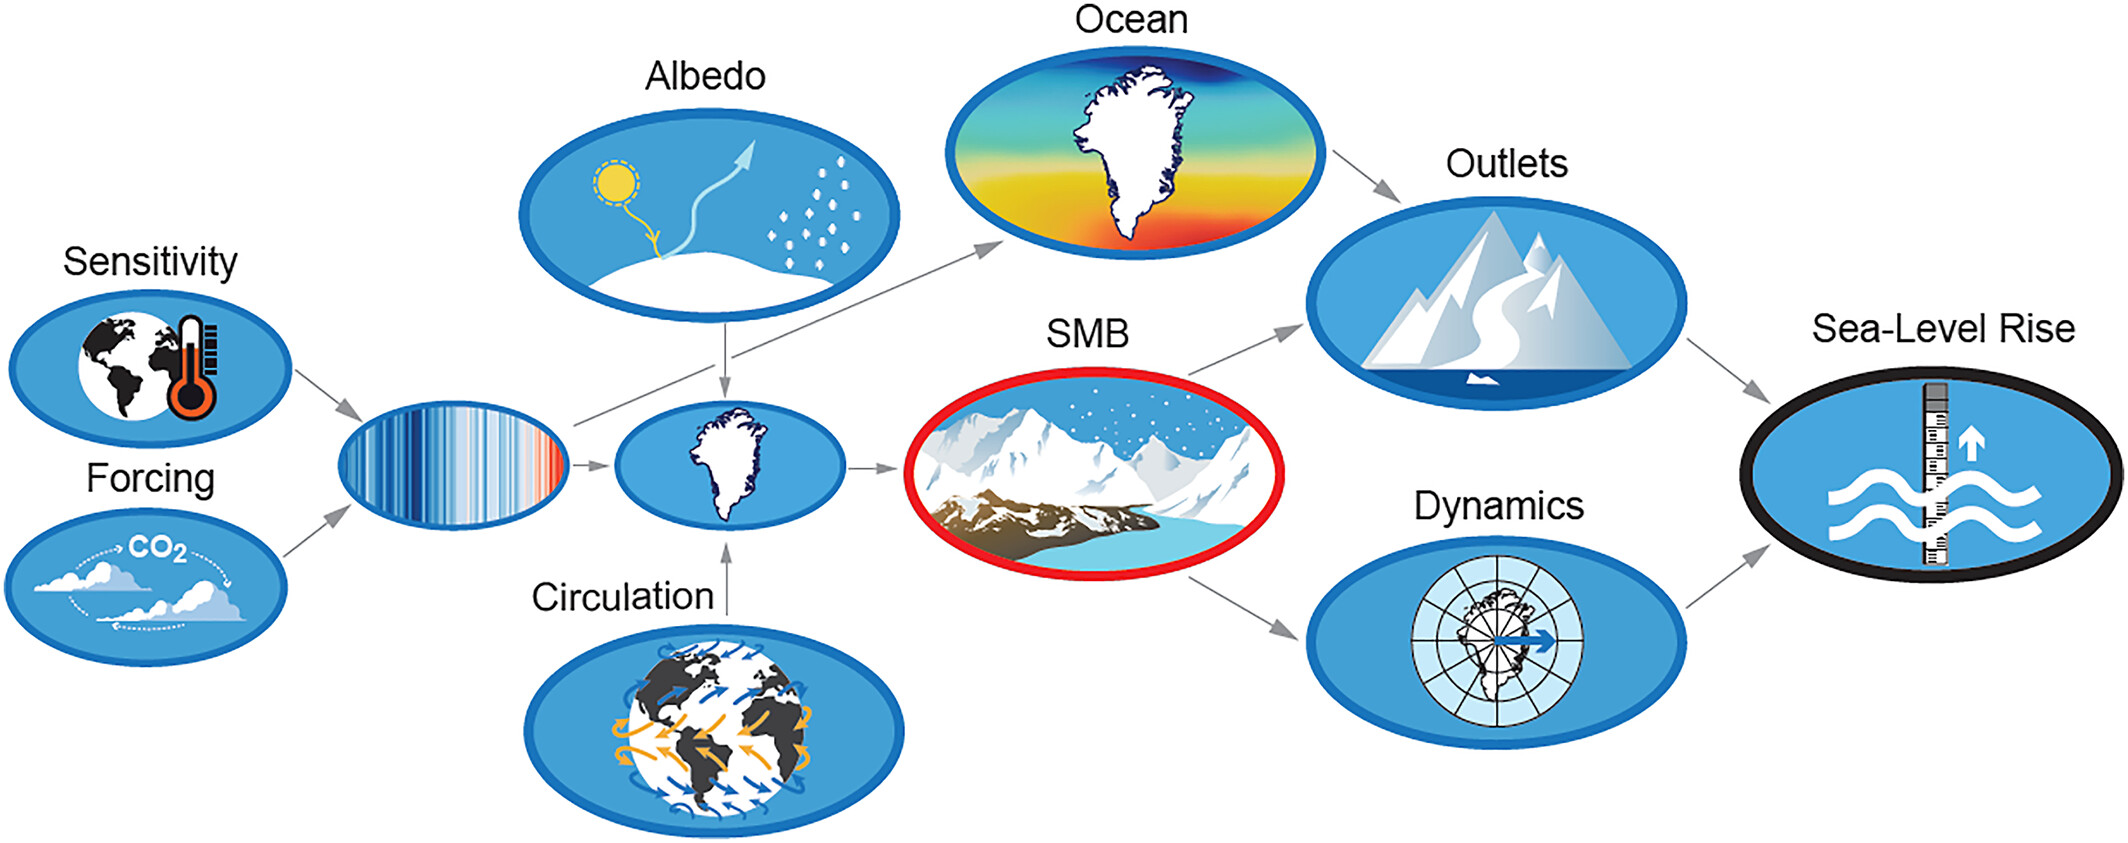 Ocean
Albedo
Outlets
Sensitivity
SMB
Sea-Level Rise
Forcing
CO2
Dynamics
Circulation